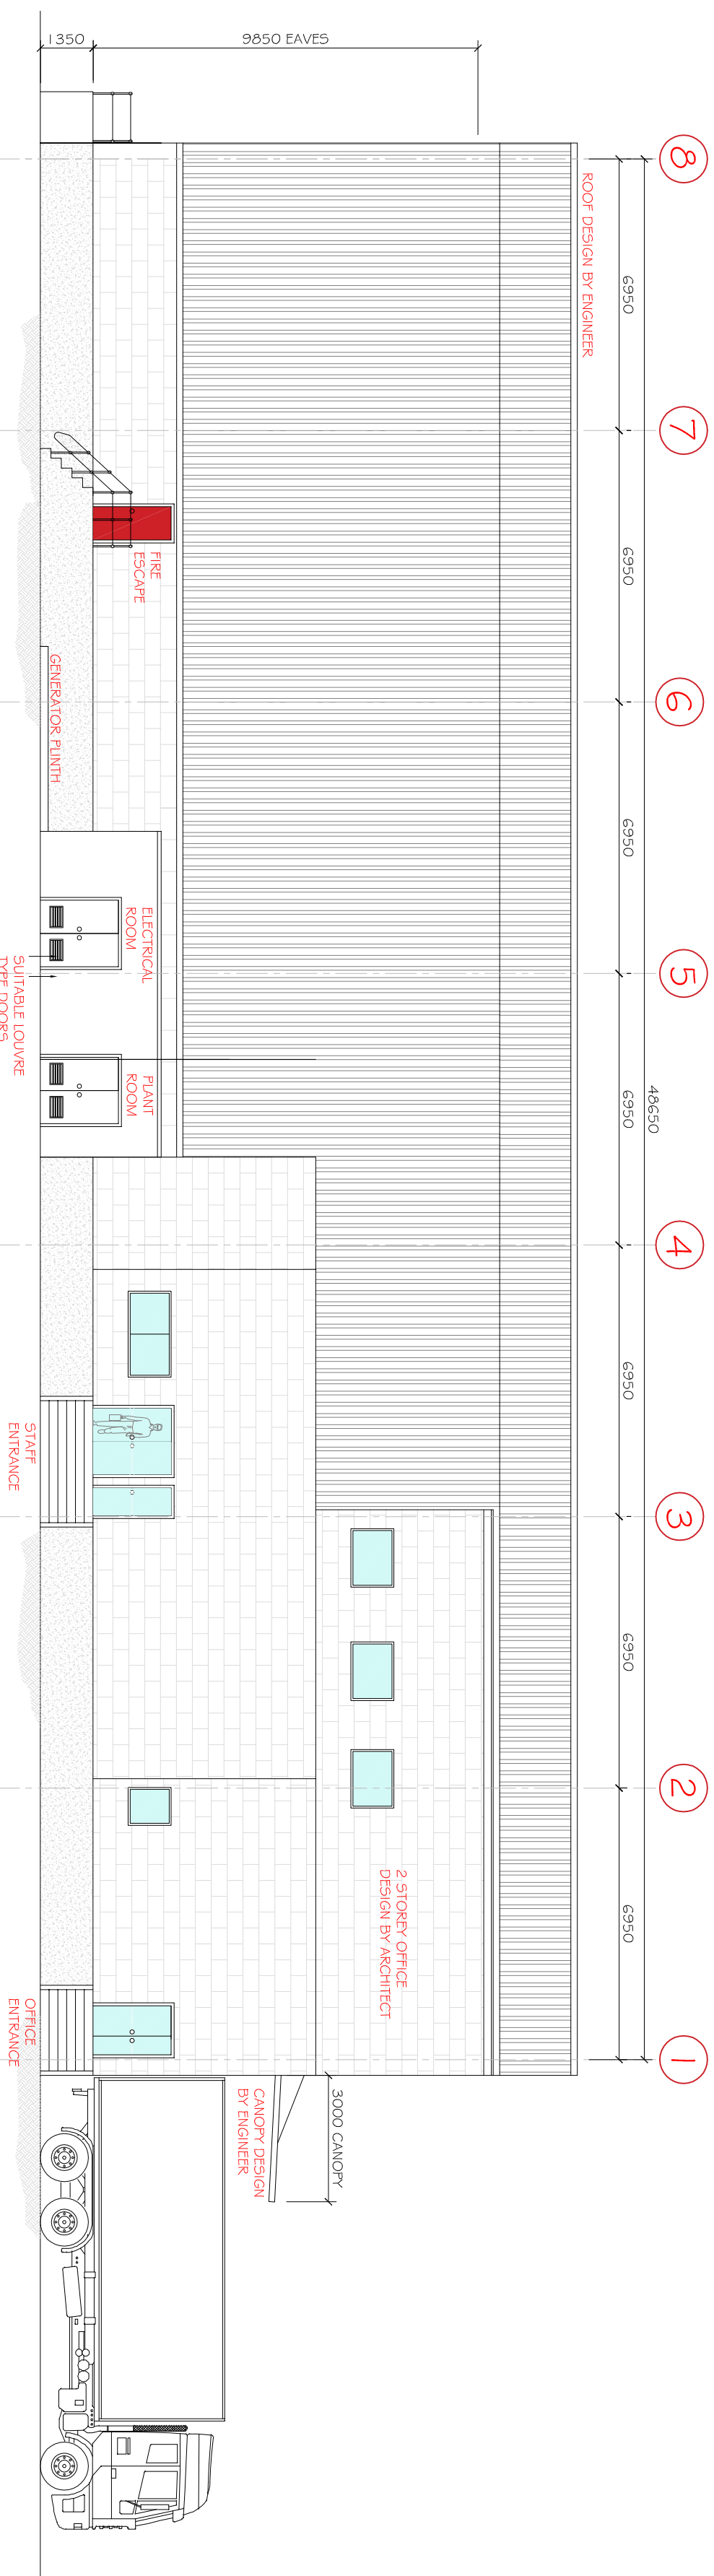 8
7
6
5
4
3
2
1
48650
6950
6950
6950
6950
6950
6950
6950
ROOF DESIGN BY ENGINEER
9850 EAVES
1350
FIRE
ESCAPE
GENERATOR PLINTH
ELECTRICAL
ROOM
PLANT
ROOM
SUITABLE LOUVRE
TYPE DOORS
STAFF
ENTRANCE
2 STOREY OFFICE
DESIGN BY ARCHITECT
OFFICE
ENTRANCE
3000 CANOPY
CANOPY DESIGN
BY ENGINEER